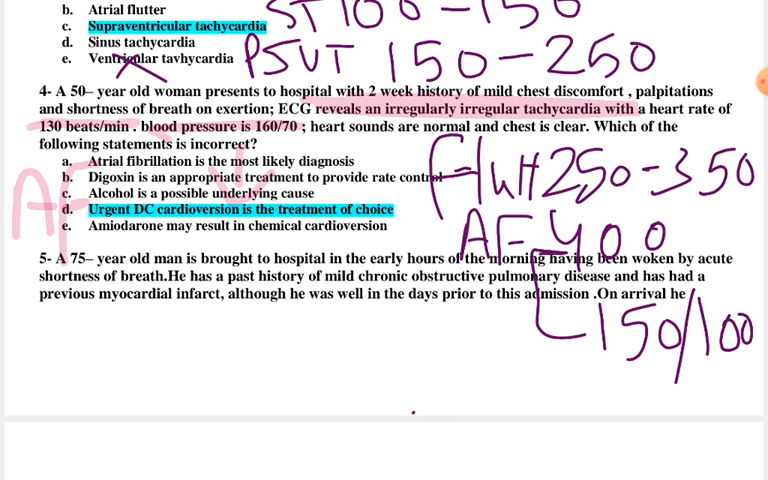 b. Atrial flutter
ST 100-150
c. Supraventricular tachycardia
d. Sinus tachycardia
PSVT 150-250
e. Ventricular tavhycardia
4- A 50– year old woman presents to hospital with 2 week history of mild chest discomfort , palpitations
and shortness of breath on exertion; ECG reveals an irregularly irregular tachycardia with a heart rate of
130 beats/min . blood pressure is 160/70 ; heart sounds are normal and chest is clear. Which of the
following statements is incorrect?
a. Atrial fibrillation is the most likely diagnosis
b. Digoxin is an appropriate treatment to provide rate control
Flutt 250-350
c. Alcohol is a possible underlying cause
AF
d. Urgent DC cardioversion is the treatment of choice
e. Amiodarone may result in chemical cardioversion
AF 400
5- A 75– year old man is brought to hospital in the early hours of the morning having been woken by acute
shortness of breath.He has a past history of mild chronic obstructive pulmonary disease and has had a
previous myocardial infarct, although he was well in the days prior to this admission .On arrival he
150/100